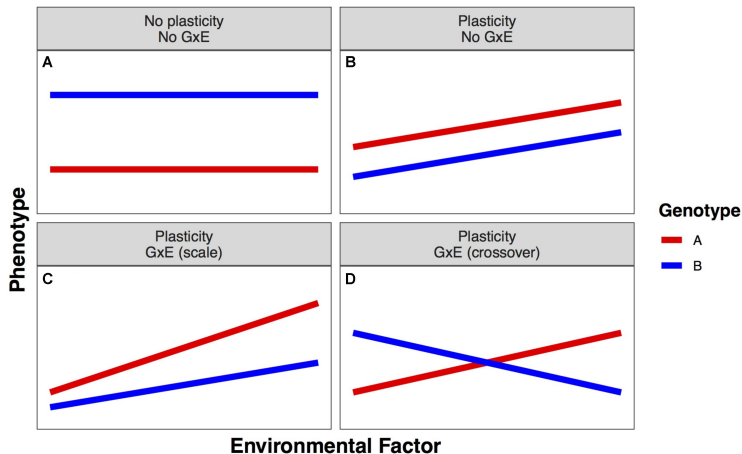 No plasticity
No GxE
Plasticity
No GxE
A
B
Plasticity
GxE (scale)
Plasticity
GxE (crossover)
C
D
Phenotype
Environmental Factor
Genotype
A
B